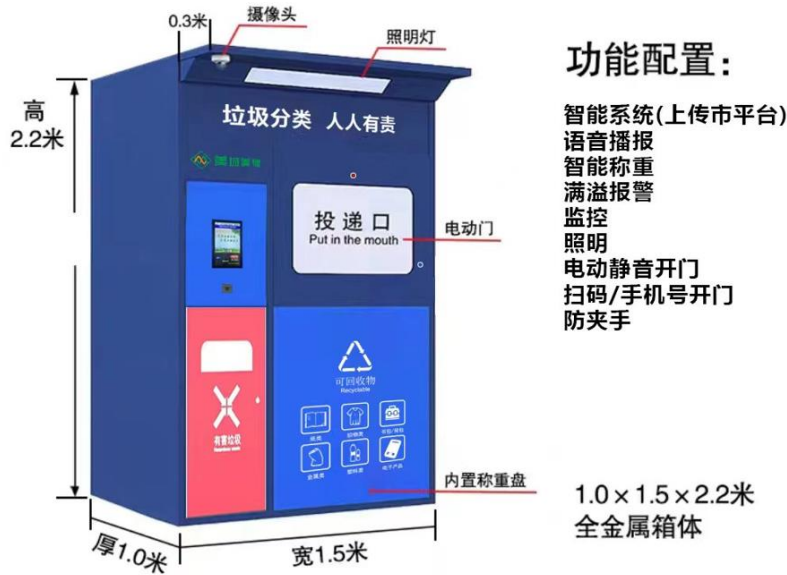 0.3米
摄像头
照明灯
功能配置：
高
2.2米
垃圾分类 人人有责
智能系统(上传市平台)
语音播报
智能称重
满溢报警
监控
照明
电动静音开门
扫码/手机号开门
防夹手
投递口
Put in the mouth
电动门
可回收物
Recyclable
有害垃圾
内置称重盘
厚1.0米
宽1.5米
1.0×1.5×2.2米
全金属箱体